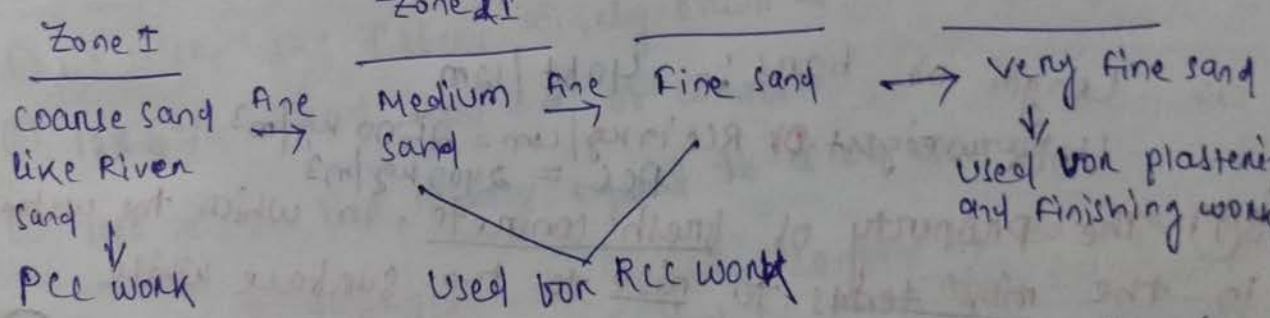 Zone II
Zone I
coarse sand Fine → Medium Fine → Fine sand → very fine sand
like River sand ↓
sand ↓ used for plasteri
and finishing work
PCC work used for RCC work